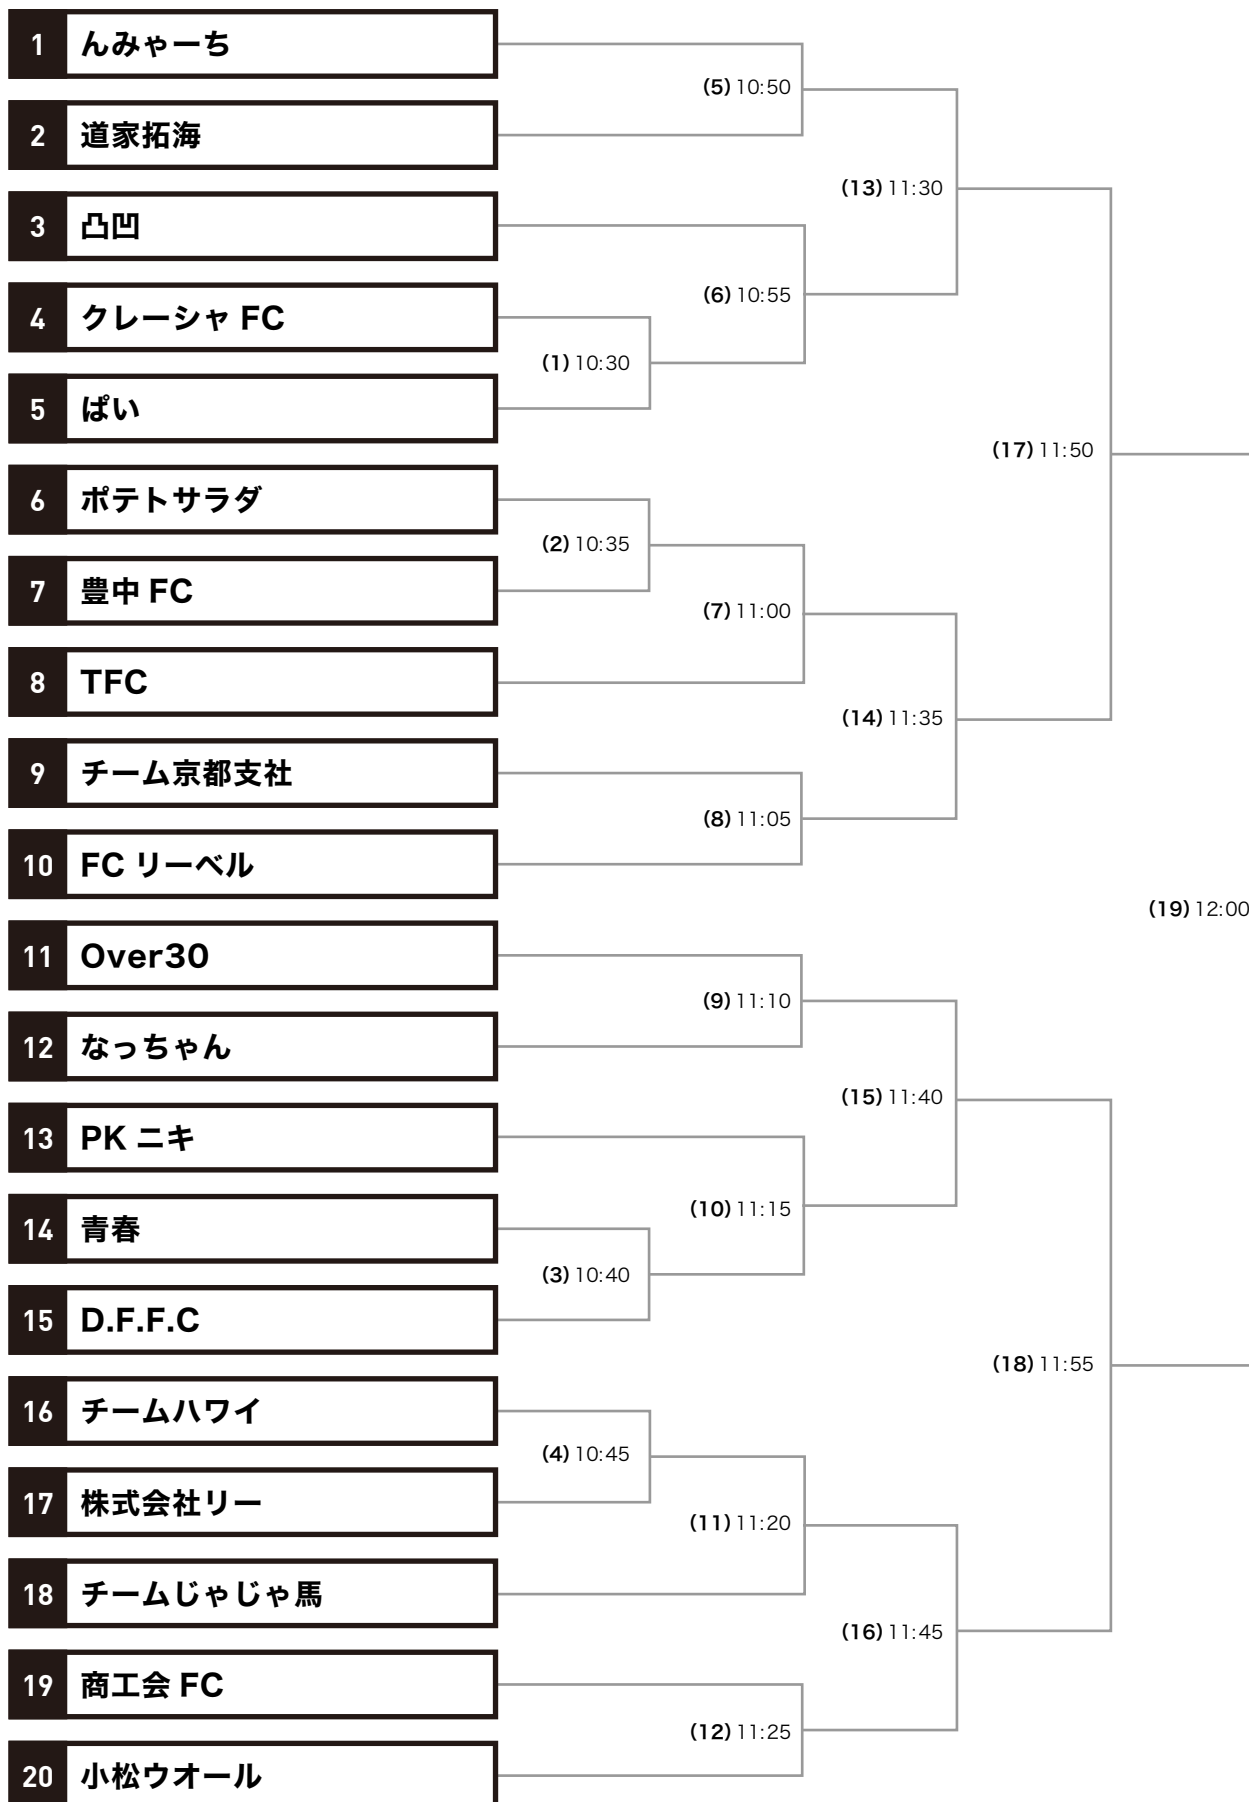 1 んみゃーち
(5) 10:50
2 道家拓海
(13) 11:30
3 凸凹
(6) 10:55
4 クレーシャ FC
(1) 10:30
5 ぱい
(17) 11:50
6 ポテトサラダ
(2) 10:35
7 豊中 FC
(7) 11:00
8 TFC
(14) 11:35
9 チーム京都支社
(8) 11:05
10 FC リーベル
(19) 12:00
11 Over30
(9) 11:10
12 なっちゃん
(15) 11:40
13 PK ニキ
(10) 11:15
14 青春
(3) 10:40
15 D.F.F.C
(18) 11:55
16 チームハワイ
(4) 10:45
17 株式会社リー
(11) 11:20
18 チームじゃじゃ馬
(16) 11:45
19 商工会 FC
(12) 11:25
20 小松ウオール